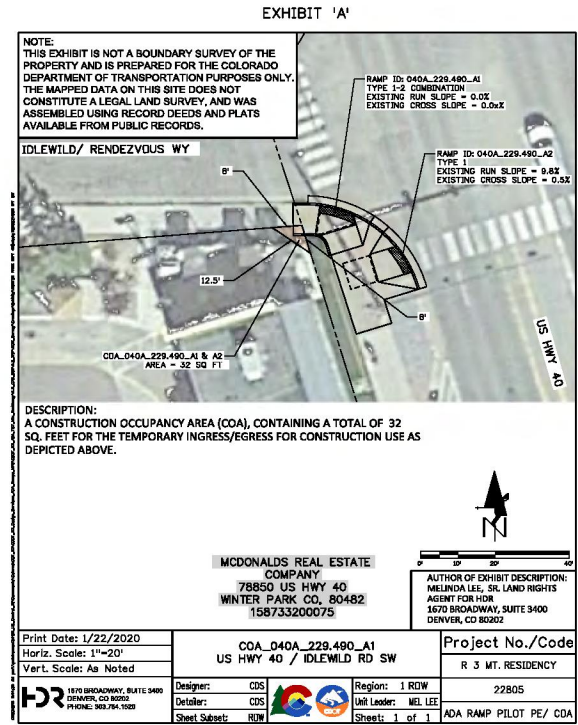 EXHIBIT 'A'
NOTE:
THIS EXHIBIT IS NOT A BOUNDARY SURVEY OF THE
PROPERTY AND IS PREPARED FOR THE COLORADO
DEPARTMENT OF TRANSPORTATION PURPOSES ONLY.
THE MAPPED DATA ON THIS SITE DOES NOT
CONSTITUTE A LEGAL LAND SURVEY, AND WAS
ASSEMBLED USING RECORD DEEDS AND PLATS
AVAILABLE FROM PUBLIC RECORDS.
RAMP ID: 040A_229.490_A1
TYPE 1-2 COMBINATION
EXISTING RUN SLOPE = 0.0%
EXISTING CROSS SLOPE = 0.0x%
IDLEWILD/ RENDEZVOUS WY
RAMP ID: 040A_229.490_A2
TYPE 1
EXISTING RUN SLOPE = 9.8%
EXISTING CROSS SLOPE = 0.5%
8'
12.5'
8'
US HWY 40
COA_040A_229.490_A1 & A2
AREA = 32 SQ FT
DESCRIPTION:
A CONSTRUCTION OCCUPANCY AREA (COA), CONTAINING A TOTAL OF 32
SQ. FEET FOR THE TEMPORARY INGRESS/EGRESS FOR CONSTRUCTION USE AS
DEPICTED ABOVE.
N
0' 10' 20' 40'
MCDONALDS REAL ESTATE
COMPANY
78850 US HWY 40
WINTER PARK CO, 80482
158733200075
AUTHOR OF EXHIBIT DESCRIPTION:
MELINDA LEE, SR. LAND RIGHTS
AGENT FOR HDR
1670 BROADWAY, SUITE 3400
DENVER, CO 80202
Print Date: 1/22/2020
Horiz. Scale: 1"=20'
Vert. Scale: As Noted
COA_040A_229.490_A1
US HWY 40 / IDLEWILD RD SW
Project No./Code
R 3 MT. RESIDENCY
22805
ADA RAMP PILOT PE/ COA
HDR
1670 BROADWAY, SUITE 3400
DENVER, CO 80202
PHONE: 303.764.1520
Designer: CDS
Detailer: CDS
Sheet Subset: ROW
Region: 1 ROW
Unit Leader: MEL LEE
Sheet: 1 of 1